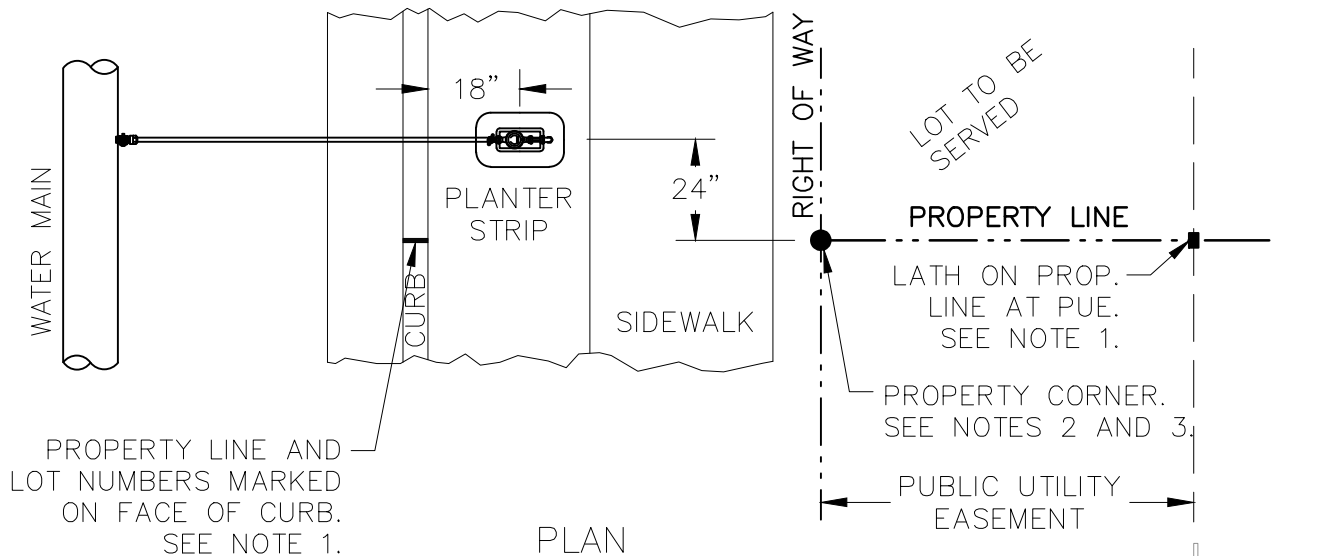 18”
RIGHT OF WAY
LOT TO BE
SERVED
24”
PLANTER
STRIP
WATER MAIN
PROPERTY LINE
CURB
LATH ON PROP.
LINE AT PUE.
SEE NOTE 1.
SIDEWALK
PROPERTY CORNER.
SEE NOTES 2 AND 3.
PROPERTY LINE AND
LOT NUMBERS MARKED
ON FACE OF CURB.
SEE NOTE 1.
PUBLIC UTILITY
EASEMENT
PLAN